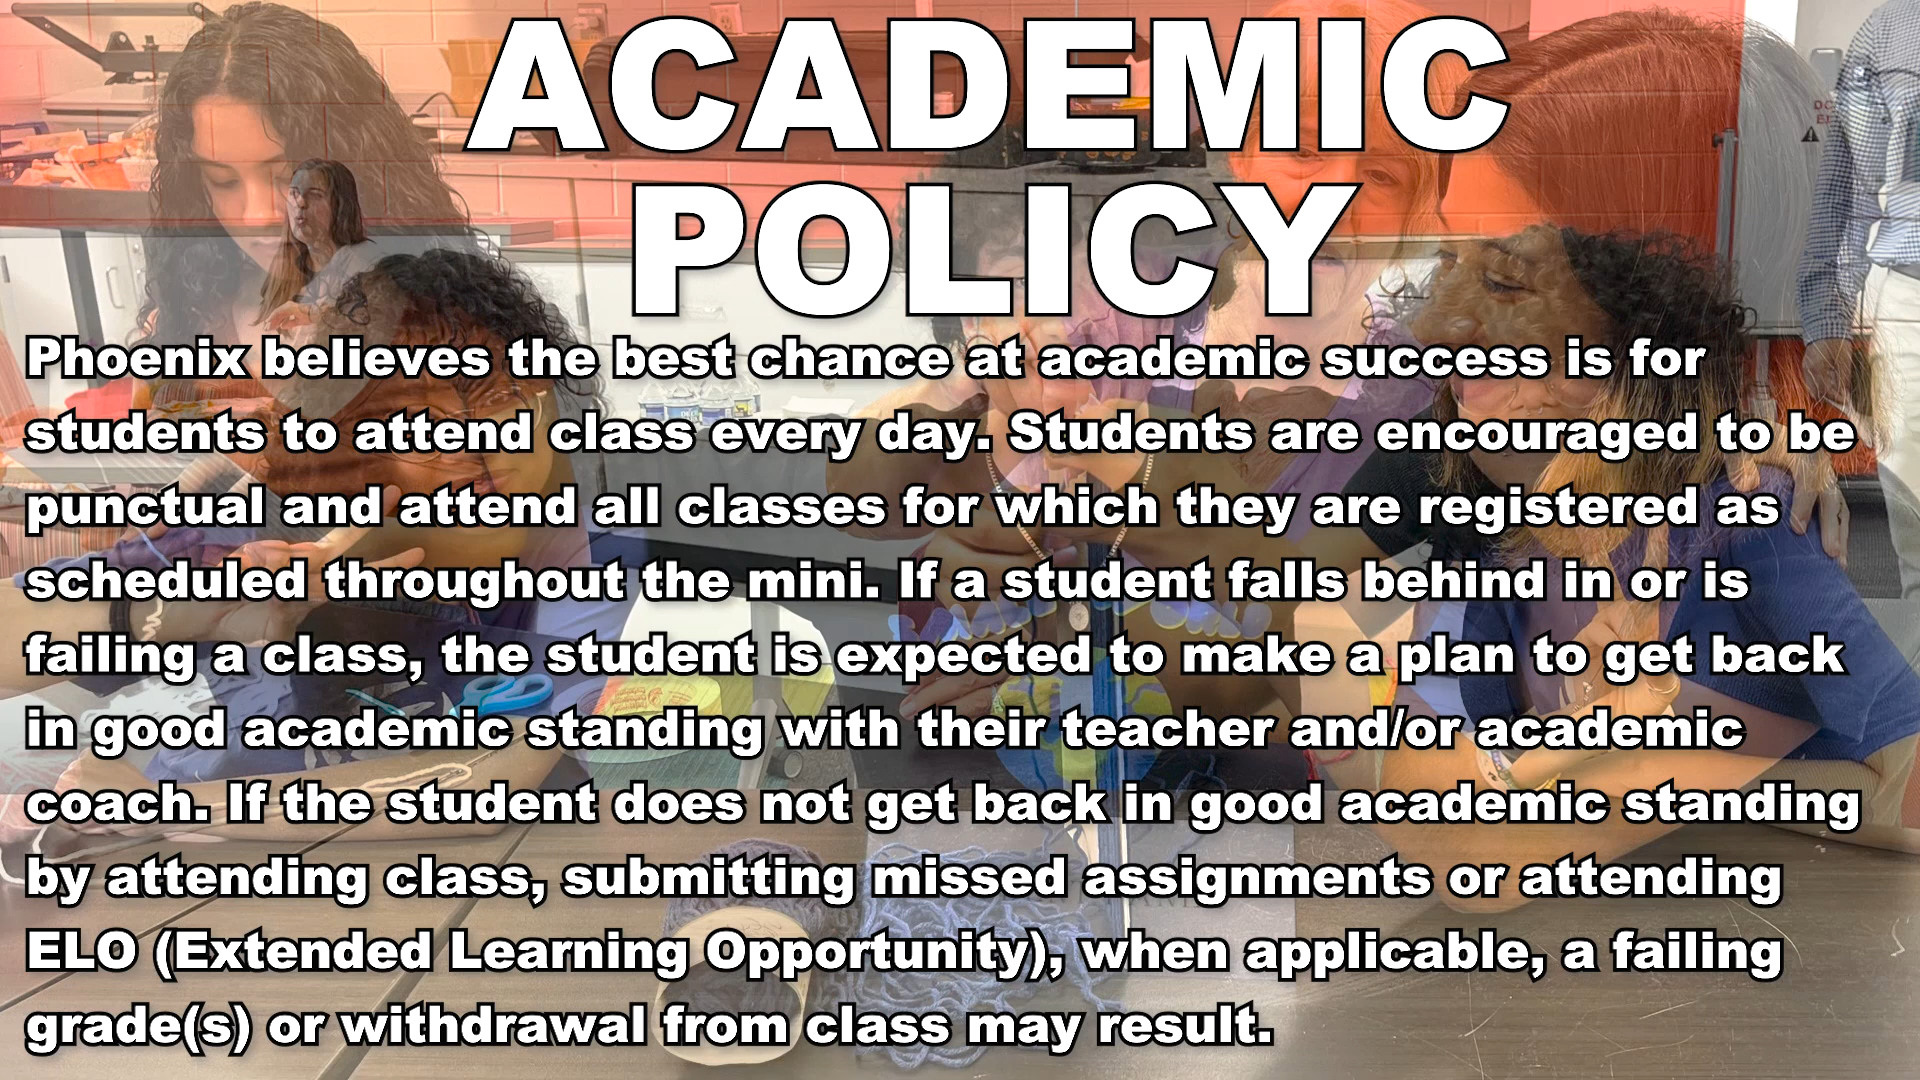 ACADEMIC
POLICY
Phoenix believes the best chance at academic success is for
students to attend class every day. Students are encouraged to be
punctual and attend all classes for which they are registered as
scheduled throughout the mini. If a student falls behind in or is
failing a class, the student is expected to make a plan to get back
in good academic standing with their teacher and/or academic
coach. If the student does not get back in good academic standing
by attending class, submitting missed assignments or attending
ELO (Extended Learning Opportunity), when applicable, a failing
grade(s) or withdrawal from class may result.